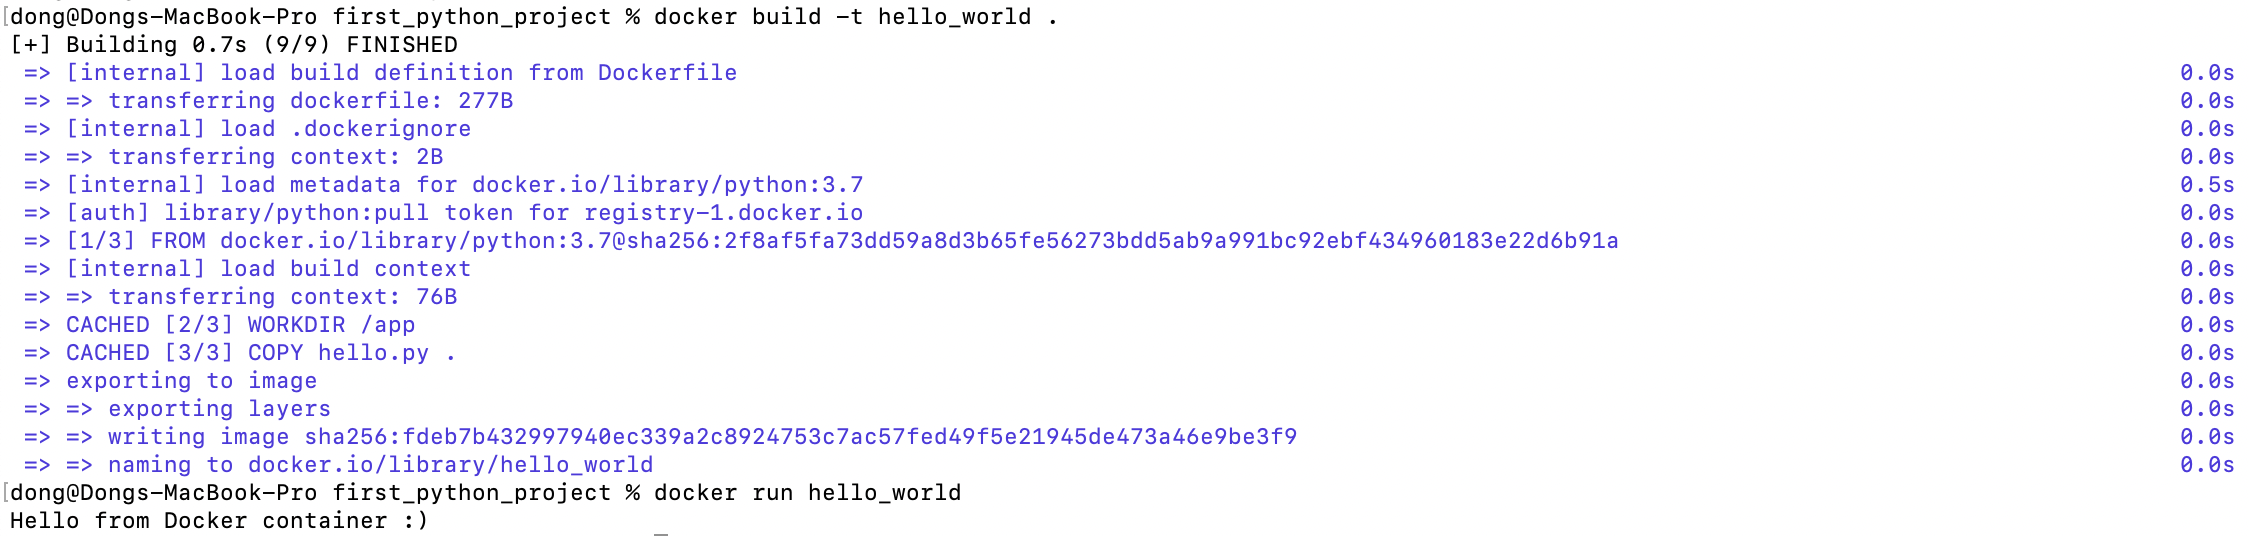 [dong@Dongs-MacBook-Pro first_python_project % docker build -t hello_world .
[+] Building 0.7s (9/9) FINISHED
=> [internal] load build definition from Dockerfile 0.0s
=> => transferring dockerfile: 277B 0.0s
=> [internal] load .dockerignore 0.0s
=> => transferring context: 2B 0.0s
=> [internal] load metadata for docker.io/library/python:3.7 0.5s
=> [auth] library/python:pull token for registry-1.docker.io 0.0s
=> [1/3] FROM docker.io/library/python:3.7@sha256:2f8af5fa73dd59a8d3b65fe56273bdd5ab9a991bc92ebf434960183e22d6b91a 0.0s
=> [internal] load build context 0.0s
=> => transferring context: 76B 0.0s
=> CACHED [2/3] WORKDIR /app 0.0s
=> CACHED [3/3] COPY hello.py . 0.0s
=> exporting to image 0.0s
=> => exporting layers 0.0s
=> => writing image sha256:fdeb7b432997940ec339a2c8924753c7ac57fed49f5e21945de473a46e9be3f9 0.0s
=> => naming to docker.io/library/hello_world 0.0s
[dong@Dongs-MacBook-Pro first_python_project % docker run hello_world
Hello from Docker container :)